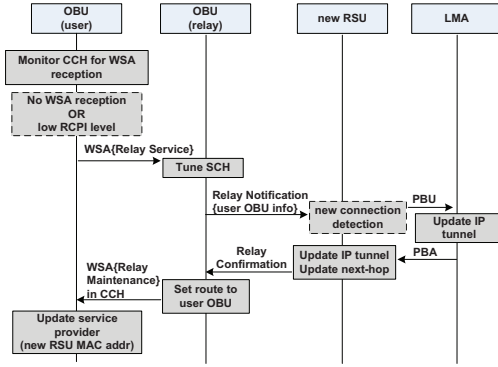 OBU
(user)
OBU
(relay)
new RSU
LMA
Monitor CCH for WSA
reception
No WSA reception
OR
low RCPI level
WSA{Relay Service}
Tune SCH
Relay Notification
{user OBU info}
new connection
detection
PBU
Update IP
tunnel
PBA
Update IP tunnel
Update next-hop
Relay
Confirmation
Set route to
user OBU
WSA{Relay
Maintenance}
in CCH
Update service
provider
(new RSU MAC addr)